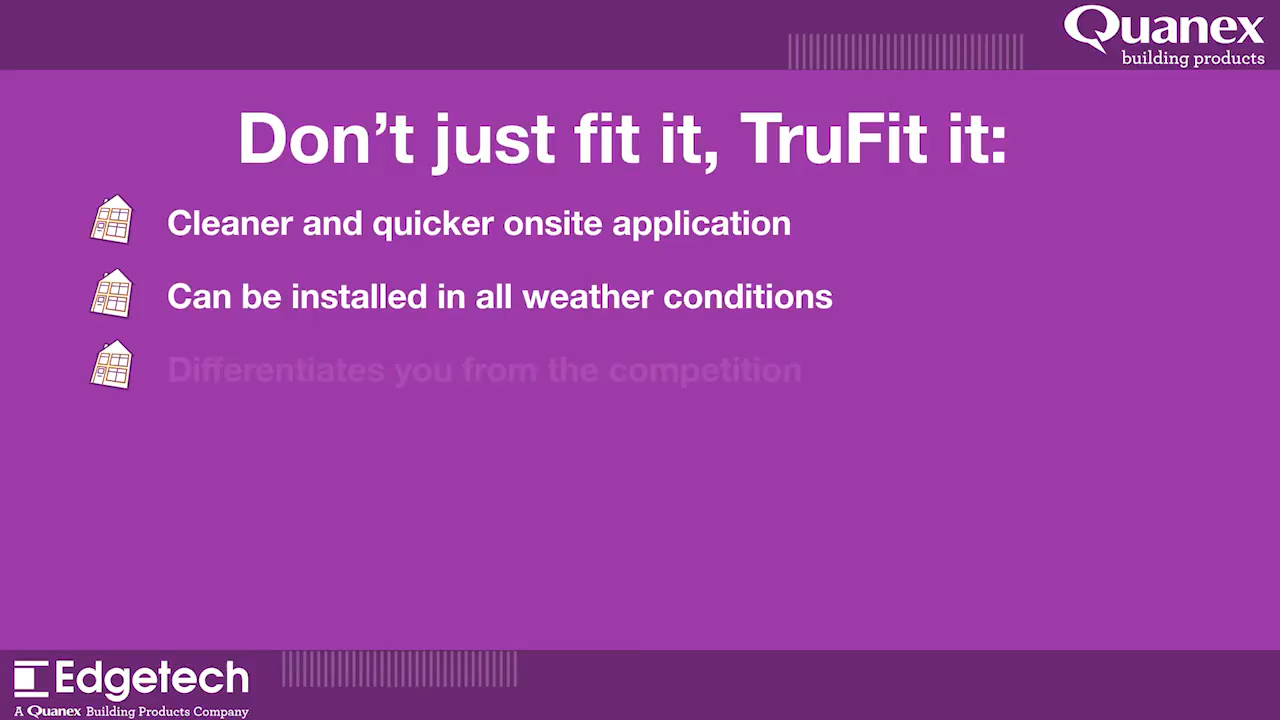 Quanex
building products
Don’t just fit it, TruFit it:
Cleaner and quicker onsite application
Can be installed in all weather conditions
Differentiates you from the competition
Edgetech
A Quanex Building Products Company